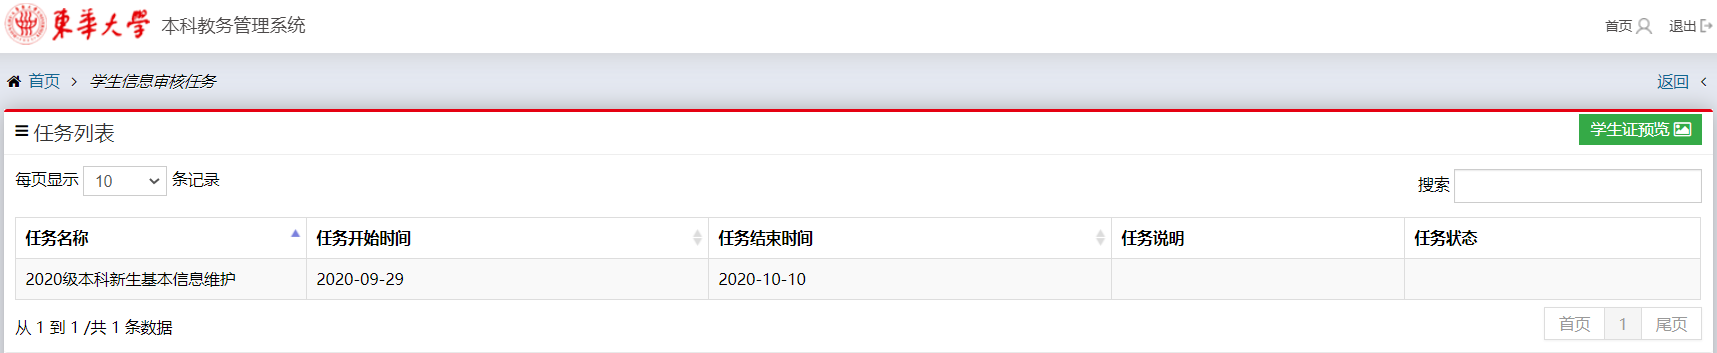 東華大學 本科教务管理系统 首页 退出
首页 学生信息审核任务 返回
任务列表 学生证预览
每页显示 10 条记录 搜索
任务名称 任务开始时间 任务结束时间 任务说明 任务状态
2020级本科新生基本信息维护 2020-09-29 2020-10-10
从 1 到 1 /共 1 条数据 首页 1 尾页